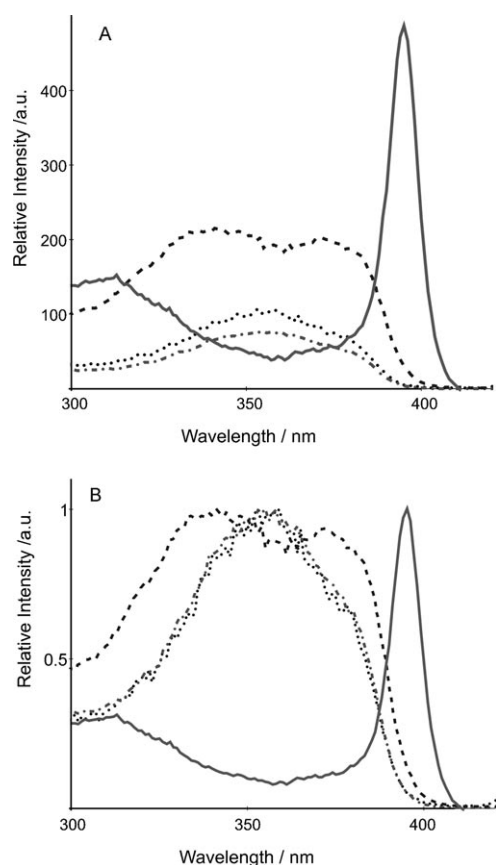 A
Relative Intensity /a.u.
400
300
200
100
300
350
400
Wavelength / nm
B
Relative Intensity /a.u.
1
0.5
300
350
400
Wavelength / nm